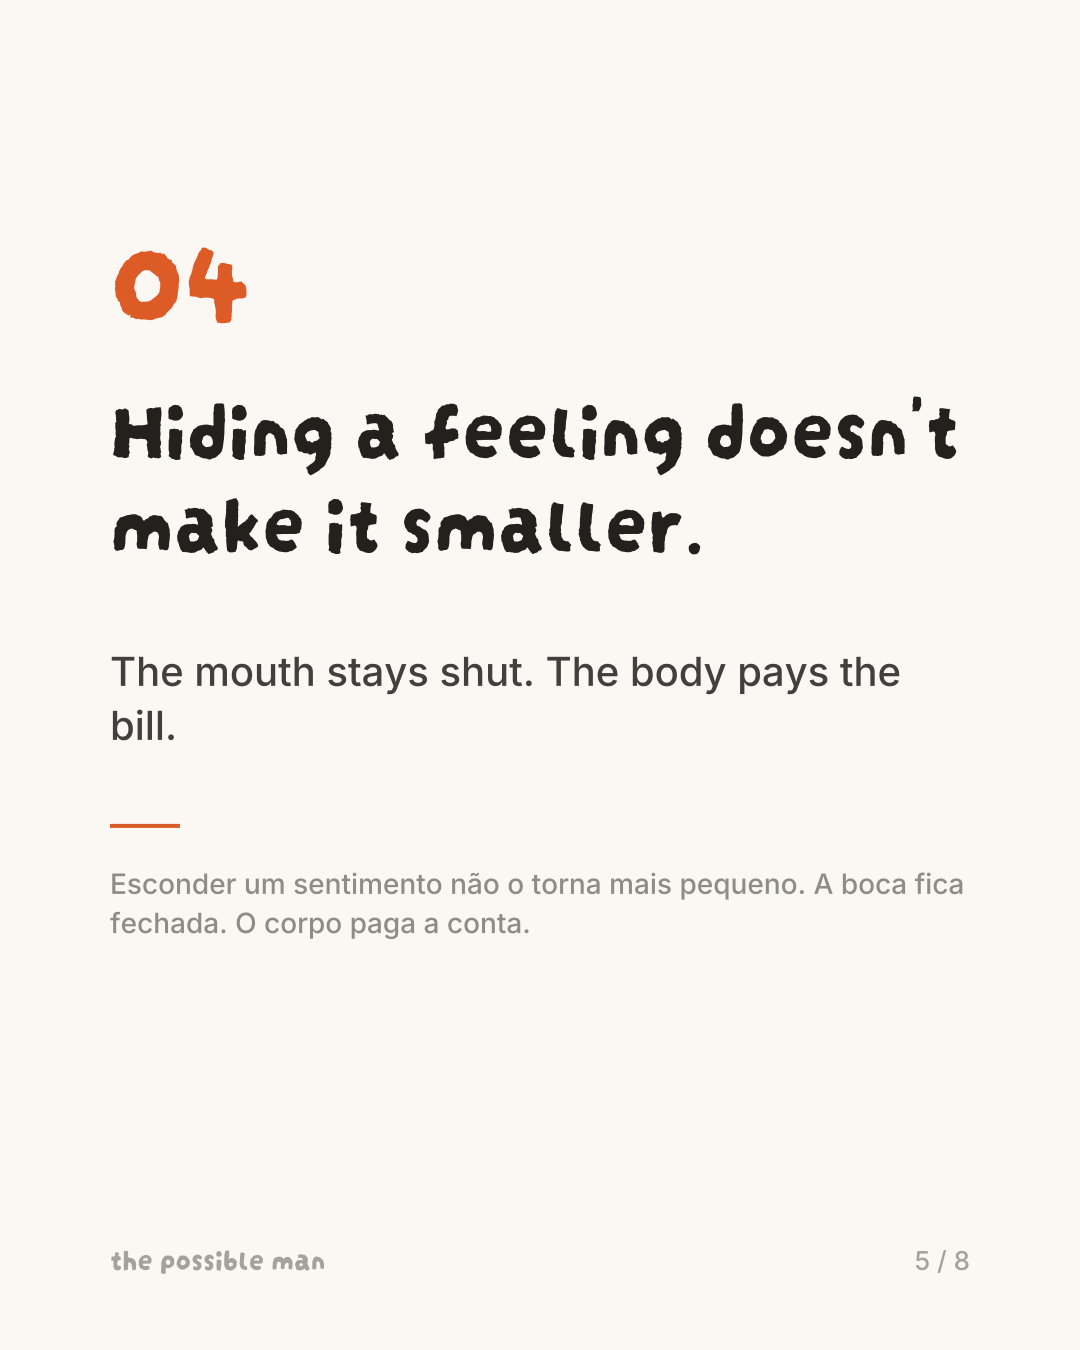 04
Hiding a feeling doesn't
make it smaller.
The mouth stays shut. The body pays the
bill.
Esconder um sentimento não o torna mais pequeno. A boca fica
fechada. O corpo paga a conta.
the possible man
5 / 8